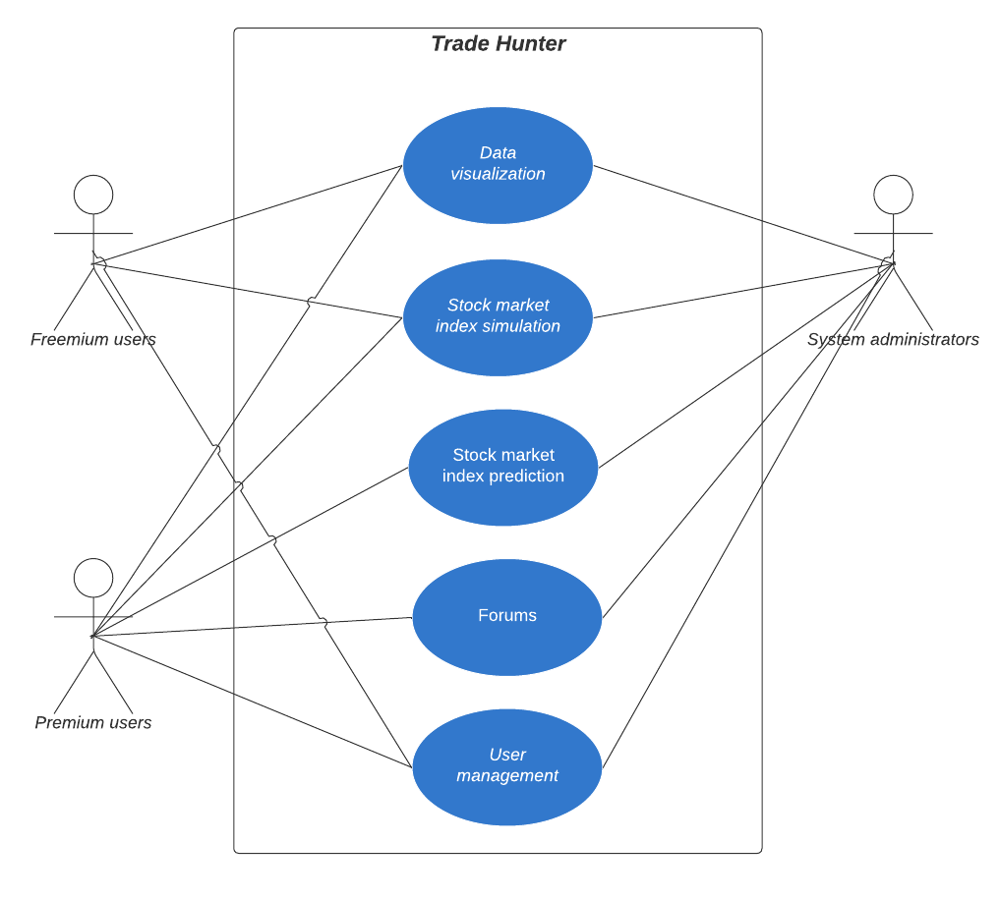 Trade Hunter
Data
visualization
Stock market
index simulation
Freemium users
System administrators
Stock market
index prediction
Forums
Premium users
User
management